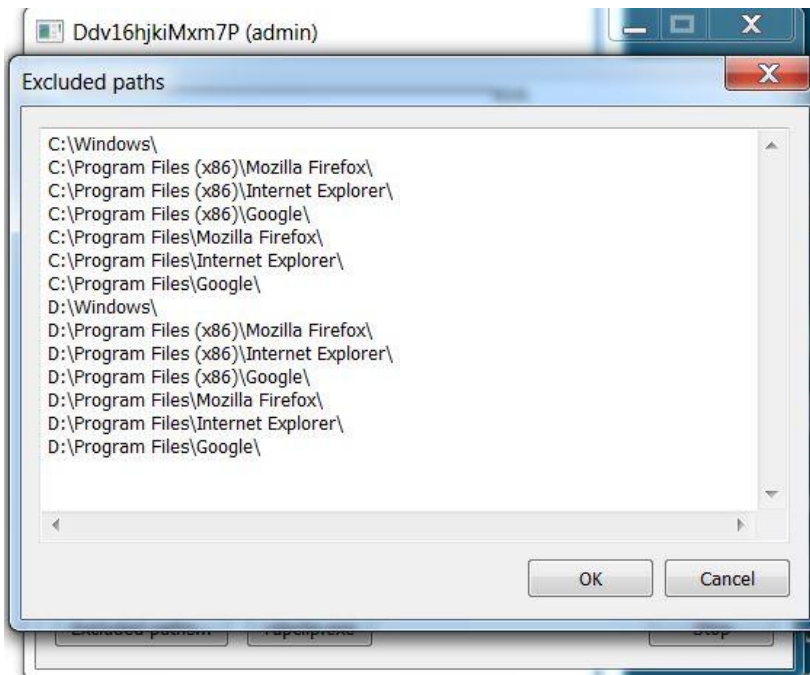 Ddv16hjkiMxm7P (admin)
Excluded paths
C:\Windows\
C:\Program Files (x86)\Mozilla Firefox\
C:\Program Files (x86)\Internet Explorer\
C:\Program Files (x86)\Google\
C:\Program Files\Mozilla Firefox\
C:\Program Files\Internet Explorer\
C:\Program Files\Google\
D:\Windows\
D:\Program Files (x86)\Mozilla Firefox\
D:\Program Files (x86)\Internet Explorer\
D:\Program Files (x86)\Google\
D:\Program Files\Mozilla Firefox\
D:\Program Files\Internet Explorer\
D:\Program Files\Google\
OK Cancel
Excluded paths... Stop